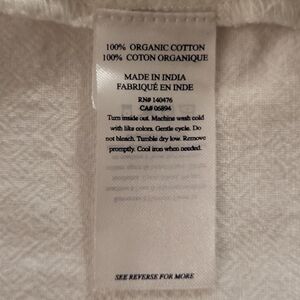 100% ORGANIC COTTON
100% COTON ORGANIQUE
MADE IN INDIA
FABRIQUÉ EN INDE
RN# 140476
CA# 06894
Turn inside out. Machine wash cold
with like colors. Gentle cycle. Do
not bleach. Tumble dry low. Remove
promptly. Cool iron when needed.
SEE REVERSE FOR MORE